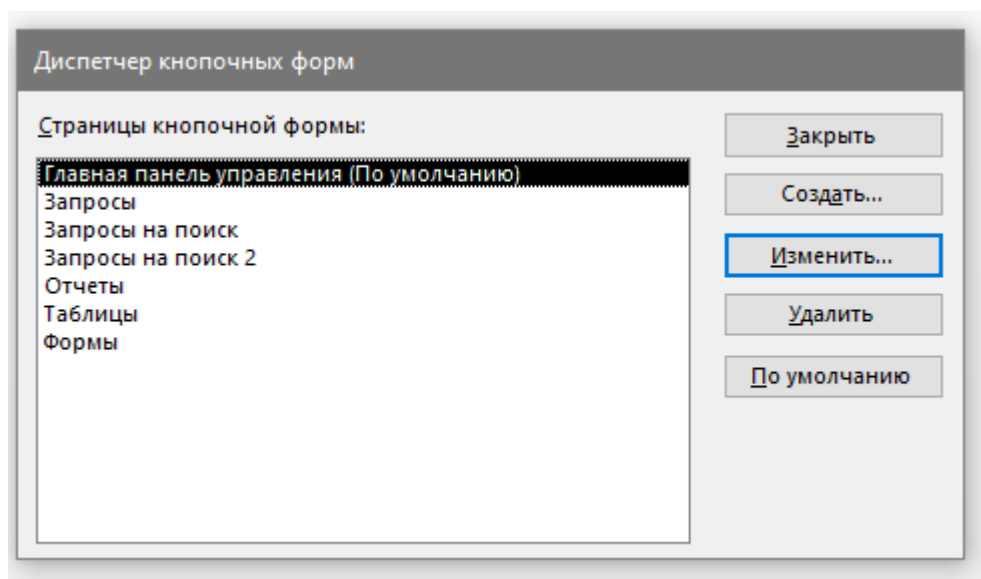 Диспетчер кнопочных форм
Страницы кнопочной формы:
Главная панель управления (По умолчанию)
Запросы
Запросы на поиск
Запросы на поиск 2
Отчеты
Таблицы
Формы
Закрыть
Создать...
Изменить...
Удалить
По умолчанию